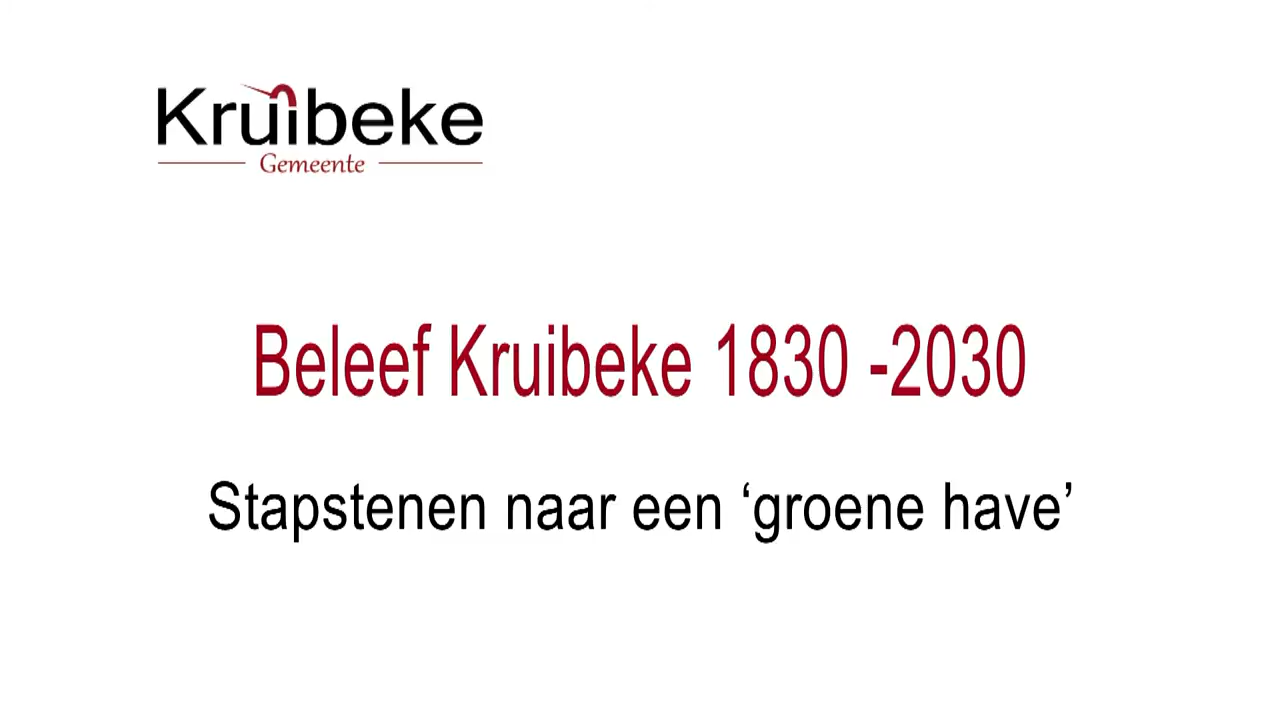 Kruibeke
Gemeente
Beleef Kruibeke 1830 -2030
Stapstenen naar een ‘groene have’